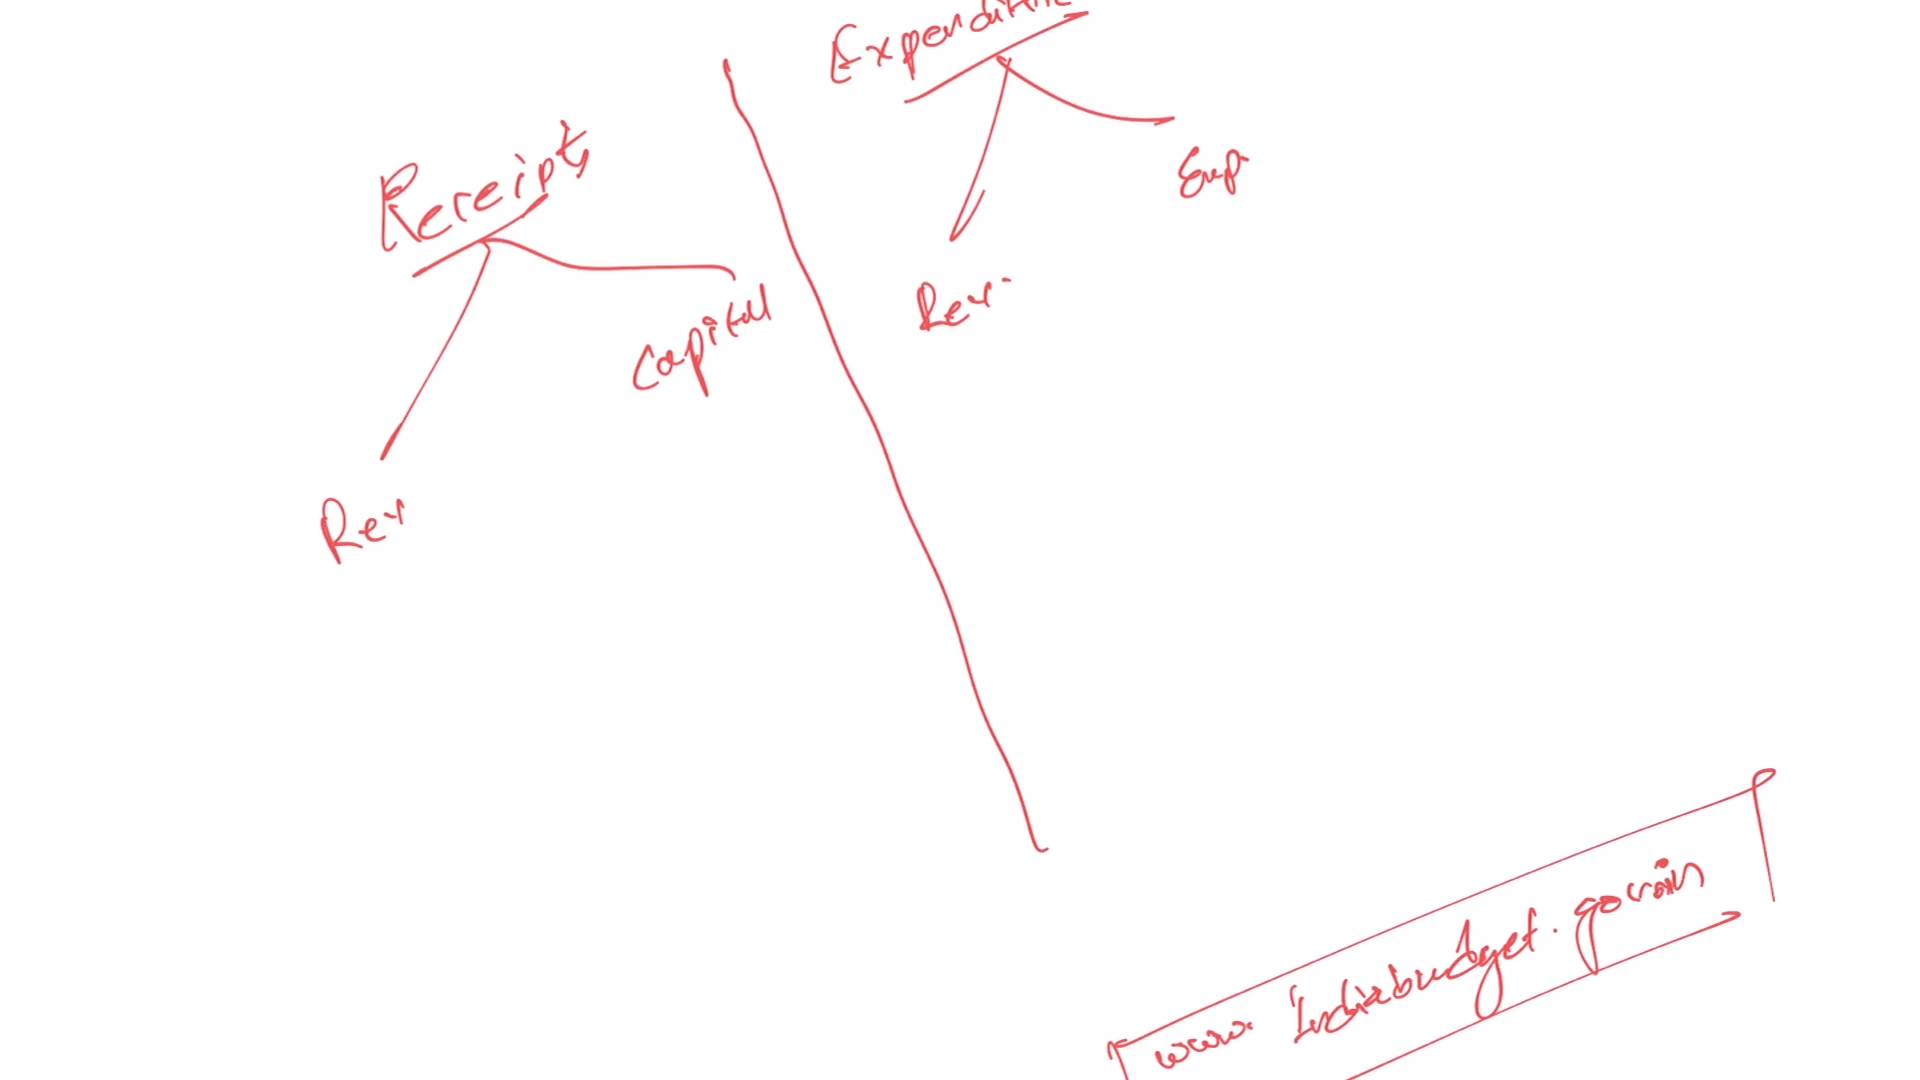 Expenditure
Receipts
Exp.
Rev.
Capital
Rev
www.indiabudget.gov.in